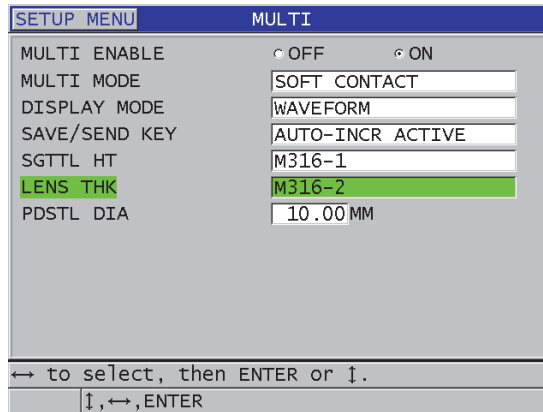 SETUP MENU MULTI
MULTI ENABLE OFF ON
MULTI MODE SOFT CONTACT
DISPLAY MODE WAVEFORM
SAVE/SEND KEY AUTO-INCR ACTIVE
SGTTL HT M316-1
LENS THK M316-2
PDSTL DIA 10.00 MM
↔ to select, then ENTER or ↕.
↕,↔,ENTER